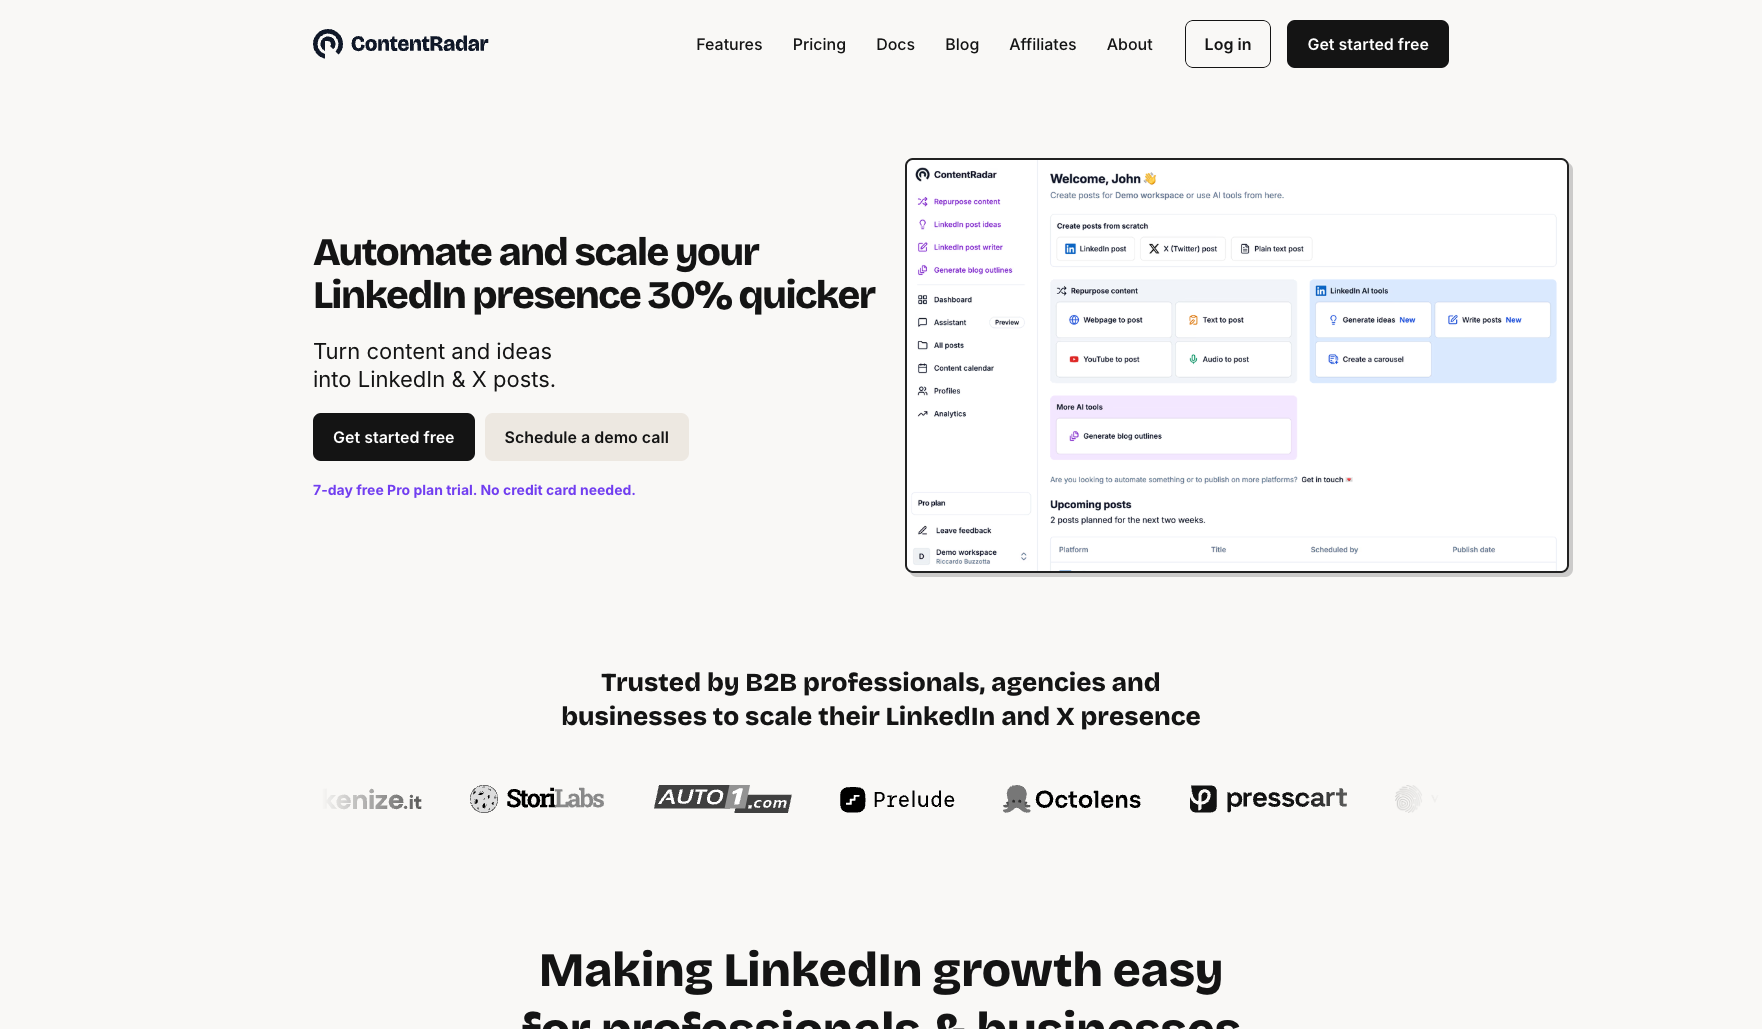 ContentRadar
Features Pricing Docs Blog Affiliates About Log in Get started free
Automate and scale your
LinkedIn presence 30% quicker
Turn content and ideas
into LinkedIn & X posts.
Get started free Schedule a demo call
7-day free Pro plan trial. No credit card needed.
ContentRadar
Repurpose content
LinkedIn post ideas
LinkedIn post writer
Generate blog outlines
Dashboard
Assistant Preview
All posts
Content calendar
Profiles
Analytics
Pro plan
Leave feedback
D Demo workspace
Riccardo Buzzotta
Welcome, John 👋
Create posts for Demo workspace or use AI tools from here.
Create posts from scratch
LinkedIn post X (Twitter) post Plain text post
Repurpose content
Webpage to post Text to post
YouTube to post Audio to post
LinkedIn AI tools
Generate ideas New Write posts New
Create a carousel
More AI tools
Generate blog outlines
Are you looking to automate something or to publish on more platforms? Get in touch 💌
Upcoming posts
2 posts planned for the next two weeks.
Platform Title Scheduled by Publish date
Trusted by B2B professionals, agencies and
businesses to scale their LinkedIn and X presence
kenize.it StoriLabs AUTO1.com Prelude Octolens presscart
Making LinkedIn growth easy
for professionals & businesses